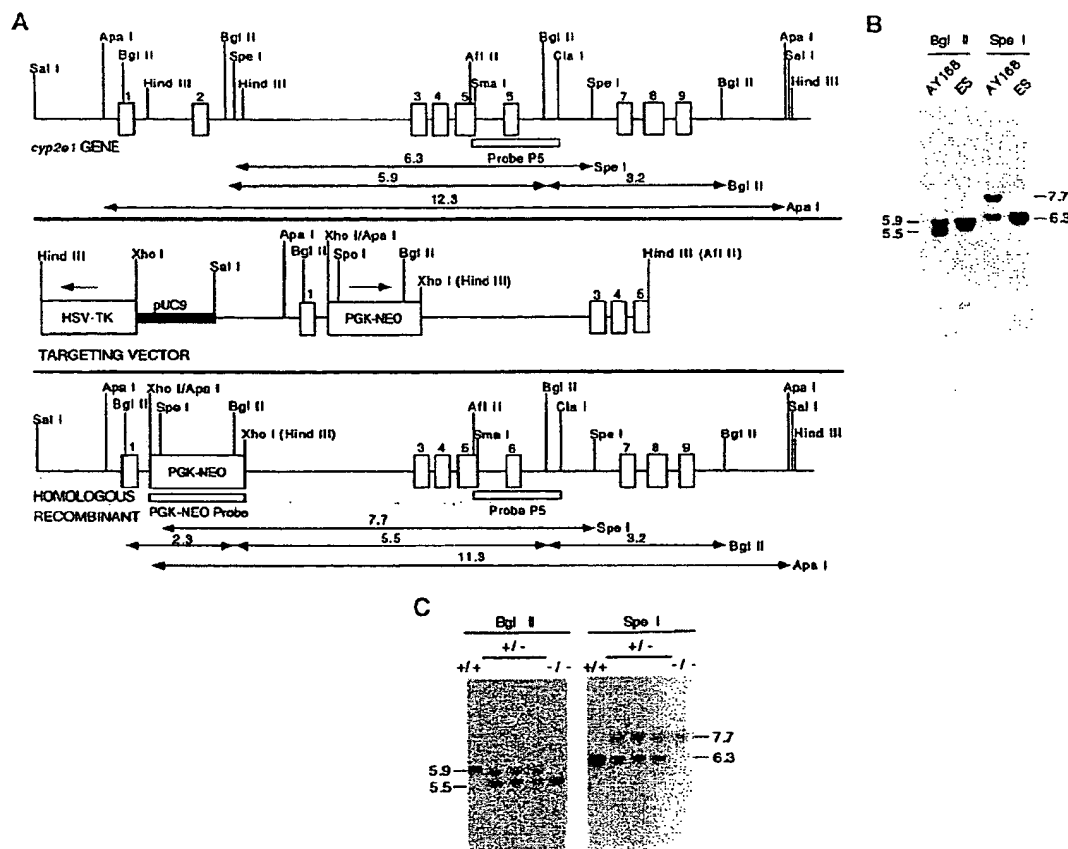 A
Apa I
Bgl II
Sal I
Hind III
1
2
Bgl II
Spe I
Hind III
3
4
5
Afl II
Sma I
5
Bgl II
Cla I
Spe I
7
8
9
Bgl II
Apa I
Sal I
Hind III
cyp2e1 GENE
Probe P5
6.3
Spe I
5.9
3.2
Bgl II
12.3
Apa I
Hind III
Xho I
Sal I
Apa I
Bgl II
Xho I/Apa I
Spo I
Bgl II
Xho I (Hind III)
Hind III (Afl II)
HSV-TK
pUC9
1
PGK-NEO
3
4
5
TARGETING VECTOR
Sal I
Apa I
Bgl II
Xho I/Apa I
Spe I
Bgl II
Xho I (Hind III)
1
PGK-NEO
3
4
5
Afl II
Sma I
6
Bgl II
Cla I
Spe I
7
8
9
Bgl II
Apa I
Sal I
Hind III
HOMOLOGOUS
RECOMBINANT
PGK-NEO Probe
Probe P5
7.7
Spe I
2.3
5.5
3.2
Bgl II
11.3
Apa I
B
Bgl II Spe I
AY168 ES AY168 ES
5.9
5.5
7.7
6.3
C
Bgl II Spe I
+/- +/-
+/+ -/- +/+ -/-
5.9
5.5
7.7
6.3